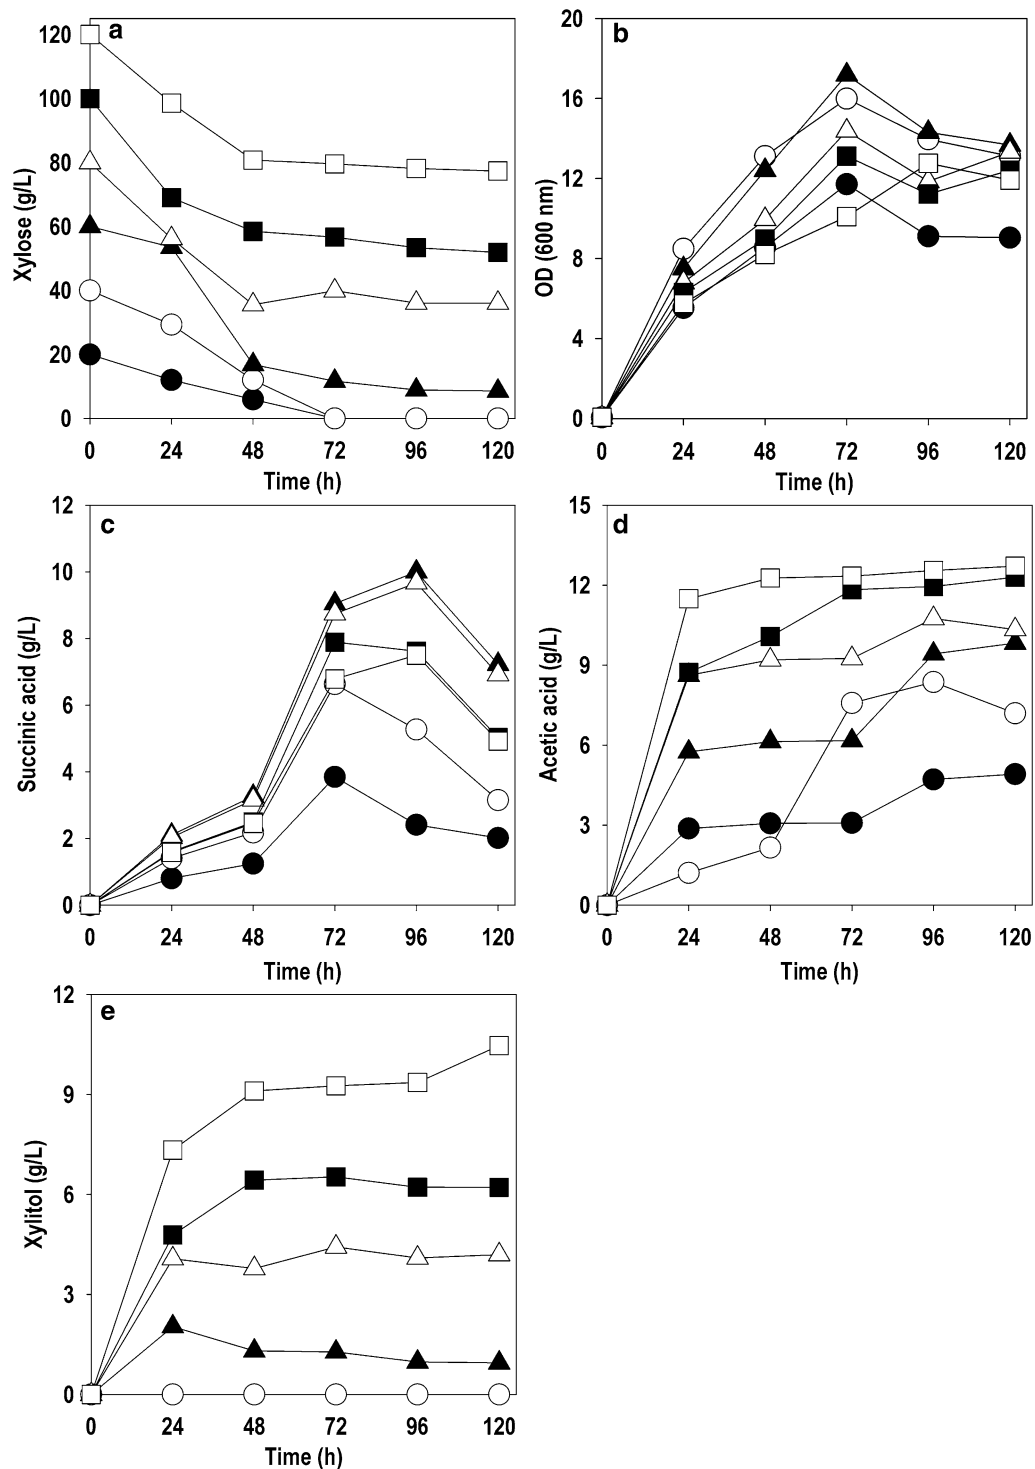 a
120
100
80
60
40
20
0
Xylose (g/L)
0 24 48 72 96 120
Time (h)
b
20
16
12
8
4
0
OD (600 nm)
0 24 48 72 96 120
Time (h)
c
12
10
8
6
4
2
0
Succinic acid (g/L)
0 24 48 72 96 120
Time (h)
d
15
12
9
6
3
0
Acetic acid (g/L)
0 24 48 72 96 120
Time (h)
e
12
9
6
3
0
Xylitol (g/L)
0 24 48 72 96 120
Time (h)